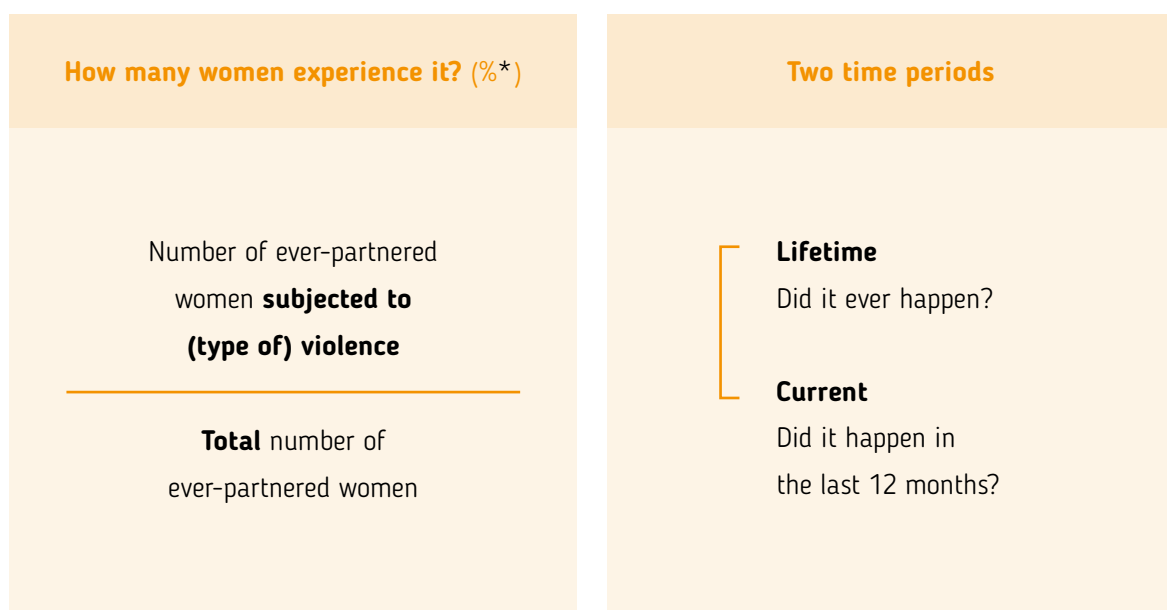 How many women experience it? (%*)
Number of ever-partnered
women subjected to
(type of) violence
Total number of
ever-partnered women
Two time periods
Lifetime
Did it ever happen?
Current
Did it happen in
the last 12 months?